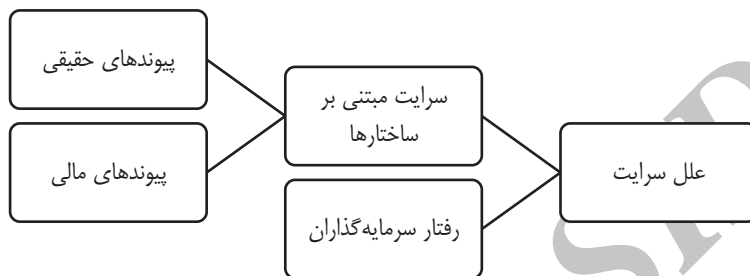 علل سرایت
سرایت مبتنی بر
ساختارها
رفتار سرمایه‌گذاران
پیوندهای حقیقی
پیوندهای مالی